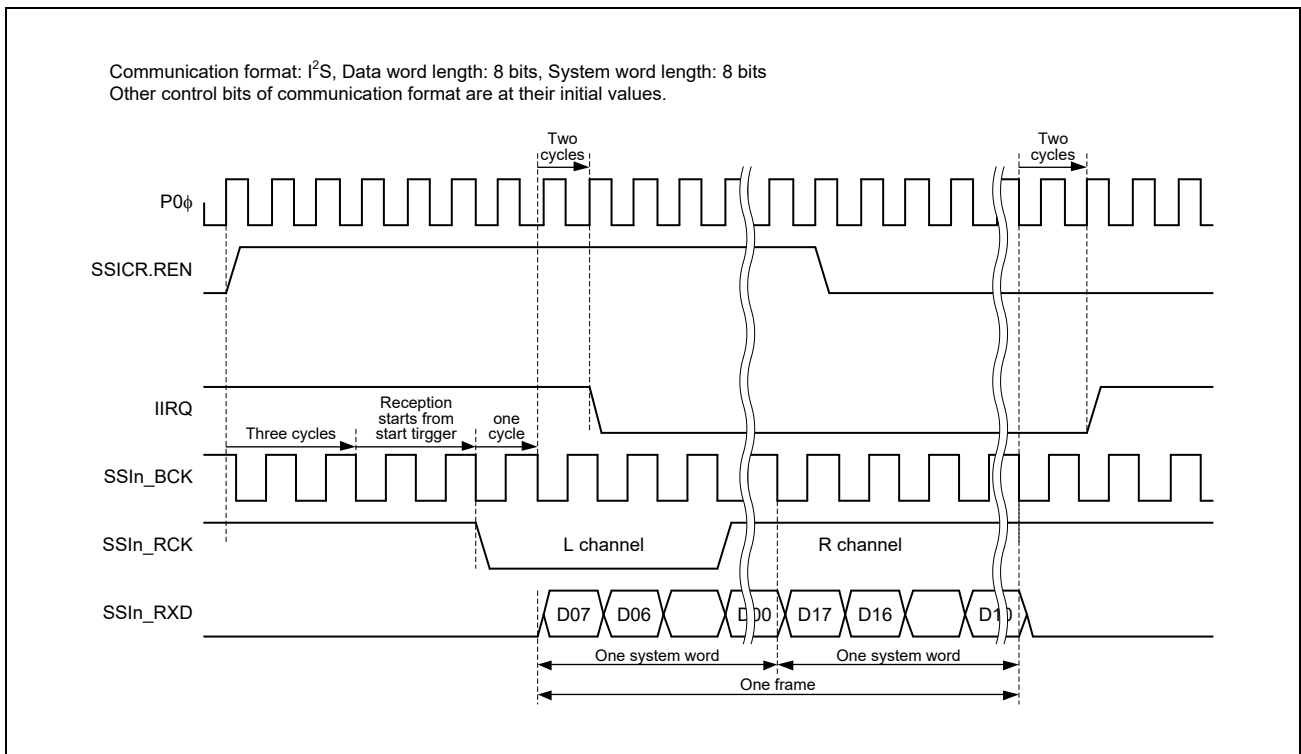 Communication format: I²S, Data word length: 8 bits, System word length: 8 bits
Other control bits of communication format are at their initial values.
Two
cycles
Two
cycles
P0ϕ
SSICR.REN
IIRQ
Three cycles
Reception
starts from
start tirgger
one
cycle
SSIn_BCK
SSIn_RCK
L channel
R channel
SSIn_RXD
D07
D06
D00
D17
D16
D10
One system word
One system word
One frame